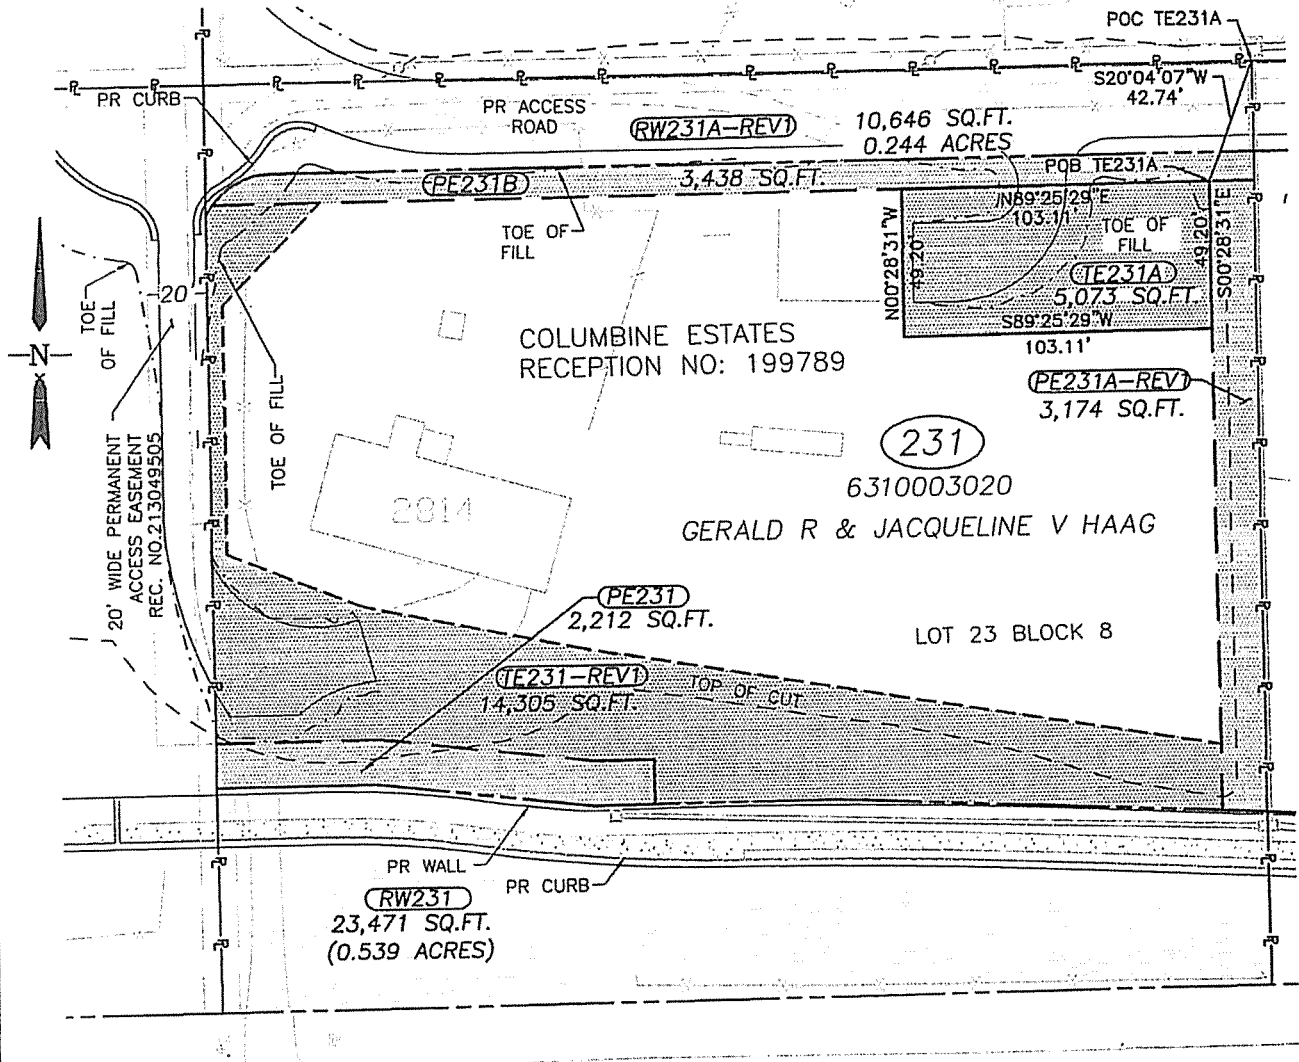 POC TE231A
S20°04'07"W
42.74'
PR CURB
PR ACCESS
ROAD
RW231A-REV1
10,646 SQ.FT.
0.244 ACRES
PE231B
3,438 SQ.FT.
POB TE231A
TOE OF
FILL
N89°25'29"E
103.11'
TOE OF
FILL
N00°28'31"W
49.20'
49.20'
S00°28'31"E
TE231A
5,073 SQ.FT.
S89°25'29"W
103.11'
20
TOE
OF FILL
N
COLUMBINE ESTATES
RECEPTION NO: 199789
PE231A-REV1
3,174 SQ.FT.
TOE OF FILL
231
6310003020
GERALD R & JACQUELINE V HAAG
2814
20' WIDE PERMANENT
ACCESS EASEMENT
REC. NO.213049505
PE231
2,212 SQ.FT.
LOT 23 BLOCK 8
TE231-REV1
14,305 SQ.FT.
TOP OF CUT
PR WALL
PR CURB
RW231
23,471 SQ.FT.
(0.539 ACRES)